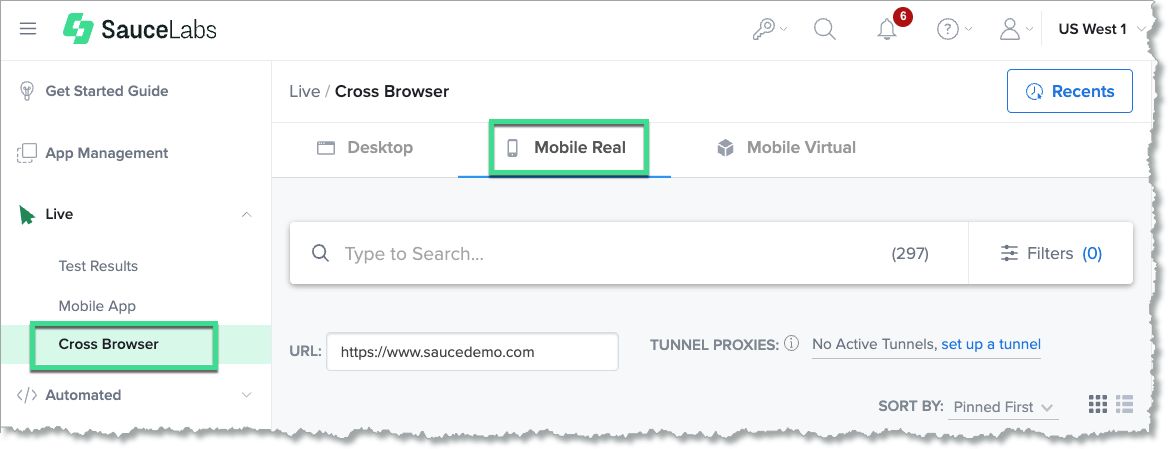 SauceLabs
6
US West 1
Get Started Guide
App Management
Live
Test Results
Mobile App
Cross Browser
Automated
Live / Cross Browser
Recents
Desktop
Mobile Real
Mobile Virtual
Type to Search...
(297)
Filters (0)
URL: https://www.saucedemo.com
TUNNEL PROXIES: No Active Tunnels, set up a tunnel
SORT BY: Pinned First